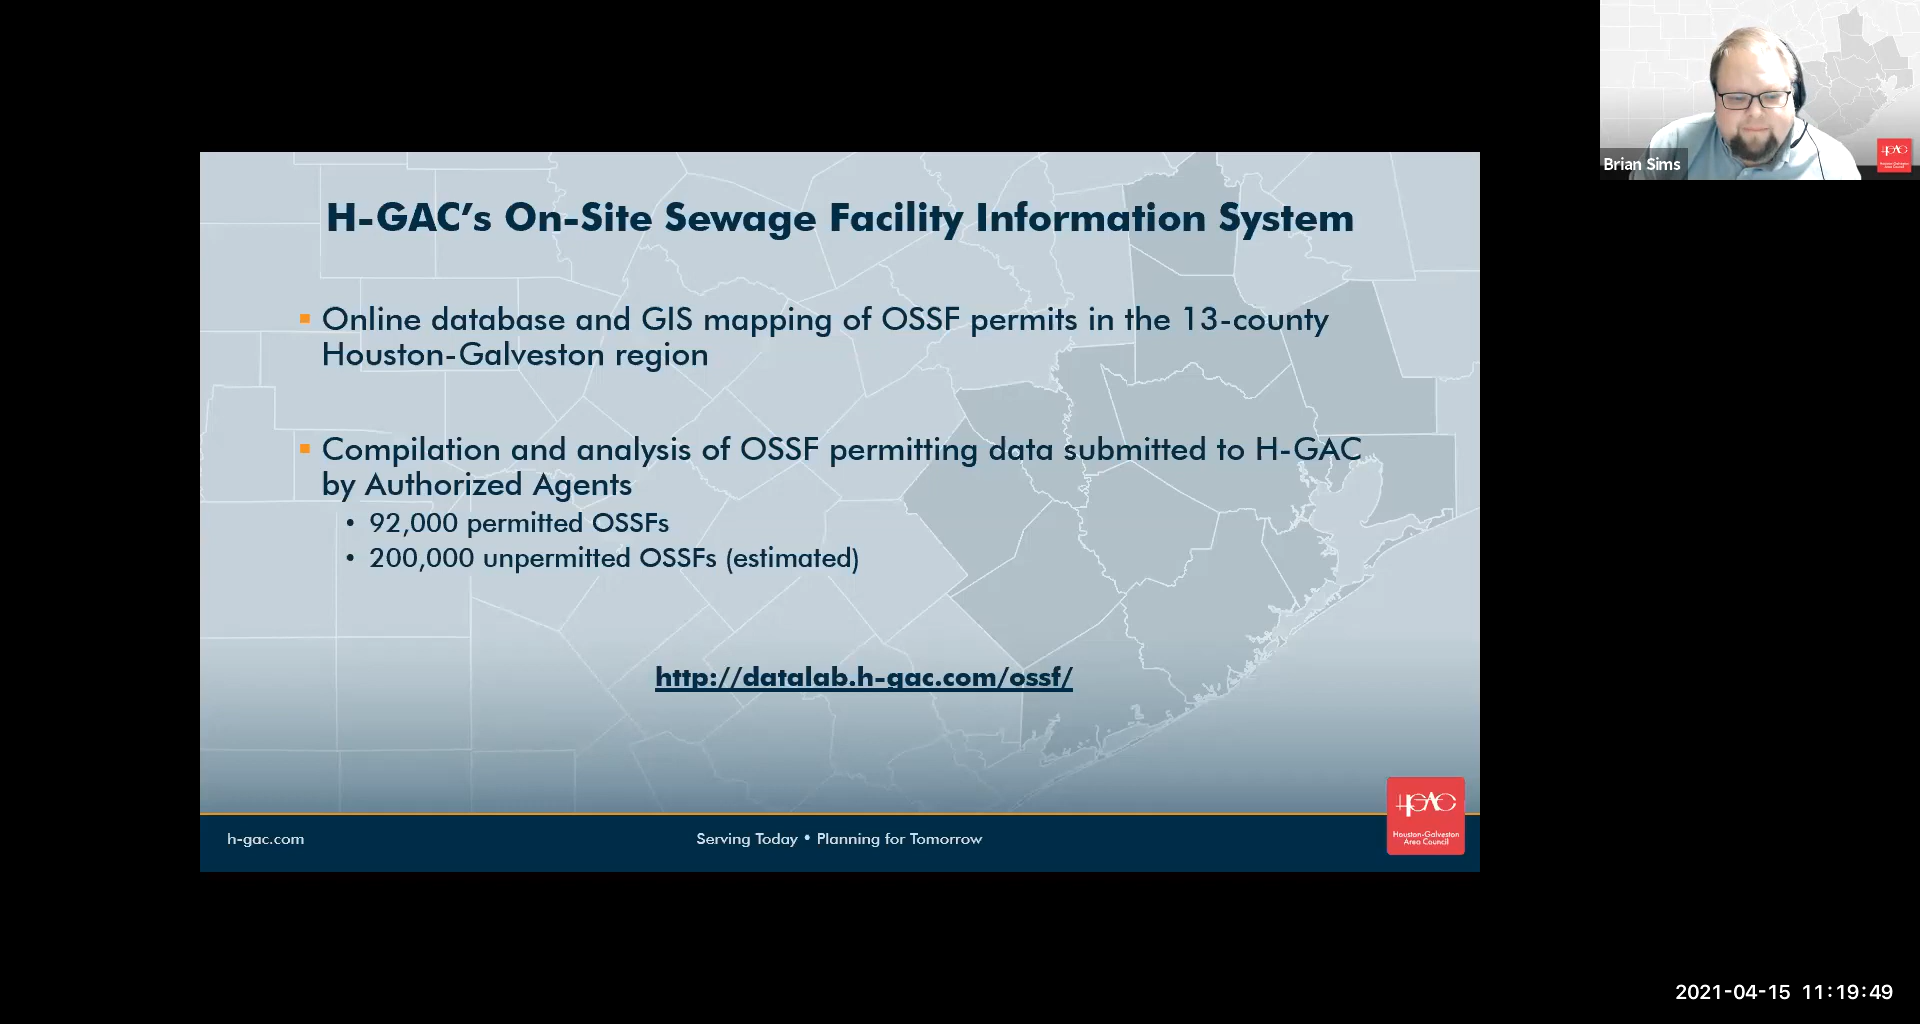 H-GAC’s On-Site Sewage Facility Information System
Online database and GIS mapping of OSSF permits in the 13-county
Houston-Galveston region
Compilation and analysis of OSSF permitting data submitted to H-GAC
by Authorized Agents
• 92,000 permitted OSSFs
• 200,000 unpermitted OSSFs (estimated)
http://datalab.h-gac.com/ossf/
h-gac.com
Serving Today • Planning for Tomorrow
HGAC
Houston-Galveston
Area Council
Brian Sims
HGAC
2021-04-15 11:19:49